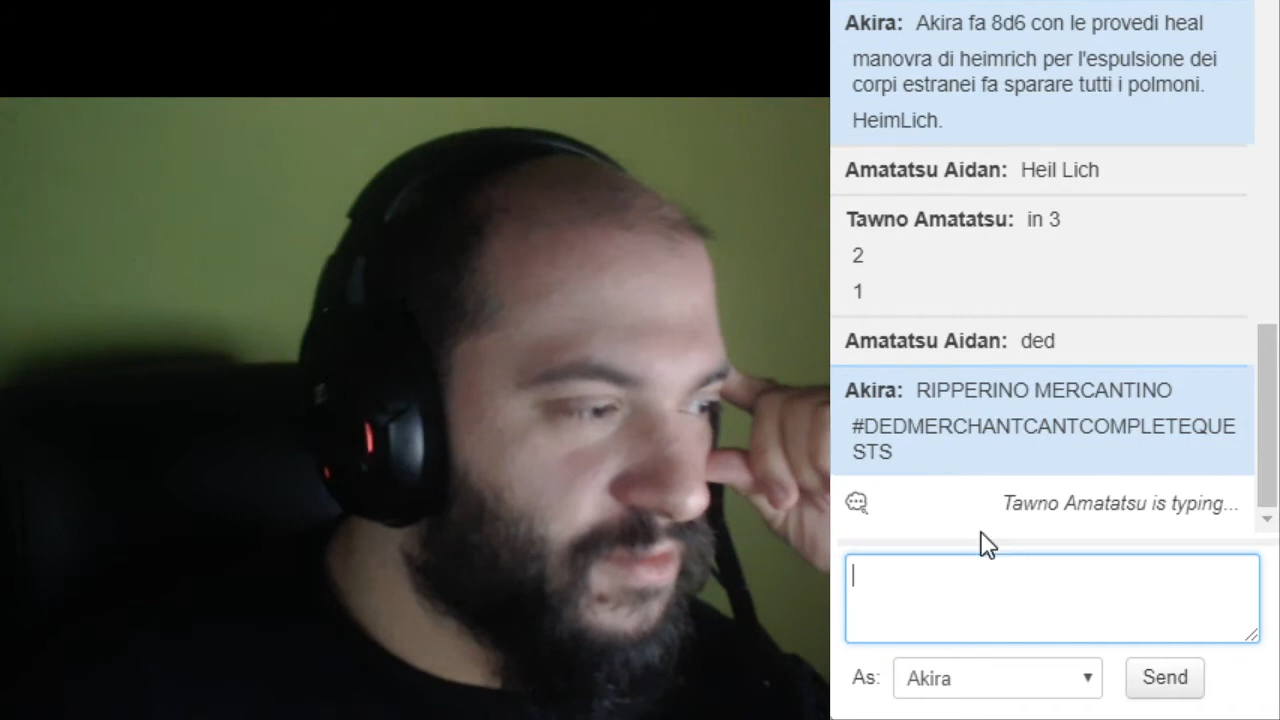 Akira: Akira fa 8d6 con le provedi heal
manovra di heimrich per l'espulsione dei
corpi estranei fa sparare tutti i polmoni.
HeimLich.
Amatatsu Aidan: Heil Lich
Tawno Amatatsu: in 3
2
1
Amatatsu Aidan: ded
Akira: RIPPERINO MERCANTINO
#DEDMERCHANTCANTCOMPLETEQUE
STS
Tawno Amatatsu is typing...
As: Akira Send